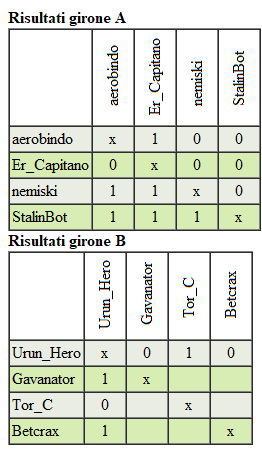 Risultati girone A
aerobindo Er_Capitano nemiski StalinBot
aerobindo x 1 0 0
Er_Capitano 0 x 0 0
nemiski 1 1 x 0
StalinBot 1 1 1 x
Risultati girone B
Urun_Hero Gavanator Tor_C Betcrax
Urun_Hero x 0 1 0
Gavanator 1 x
Tor_C 0 x
Betcrax 1 x